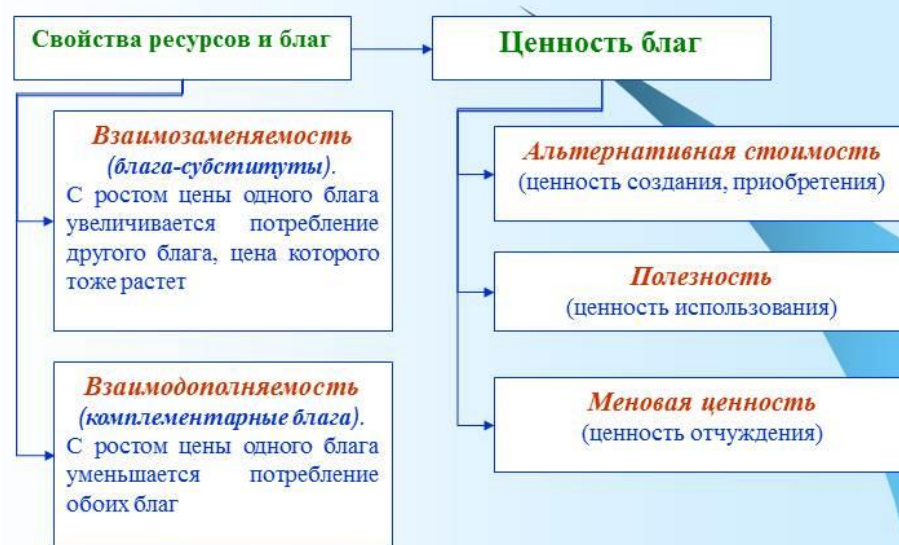 Свойства ресурсов и благ
Ценность благ
Взаимозаменяемость
(блага-субституты).
С ростом цены одного блага
увеличивается потребление
другого блага, цена которого
тоже растет
Взаимодополняемость
(комплементарные блага).
С ростом цены одного блага
уменьшается потребление
обоих благ
Альтернативная стоимость
(ценность создания, приобретения)
Полезность
(ценность использования)
Меновая ценность
(ценность отчуждения)